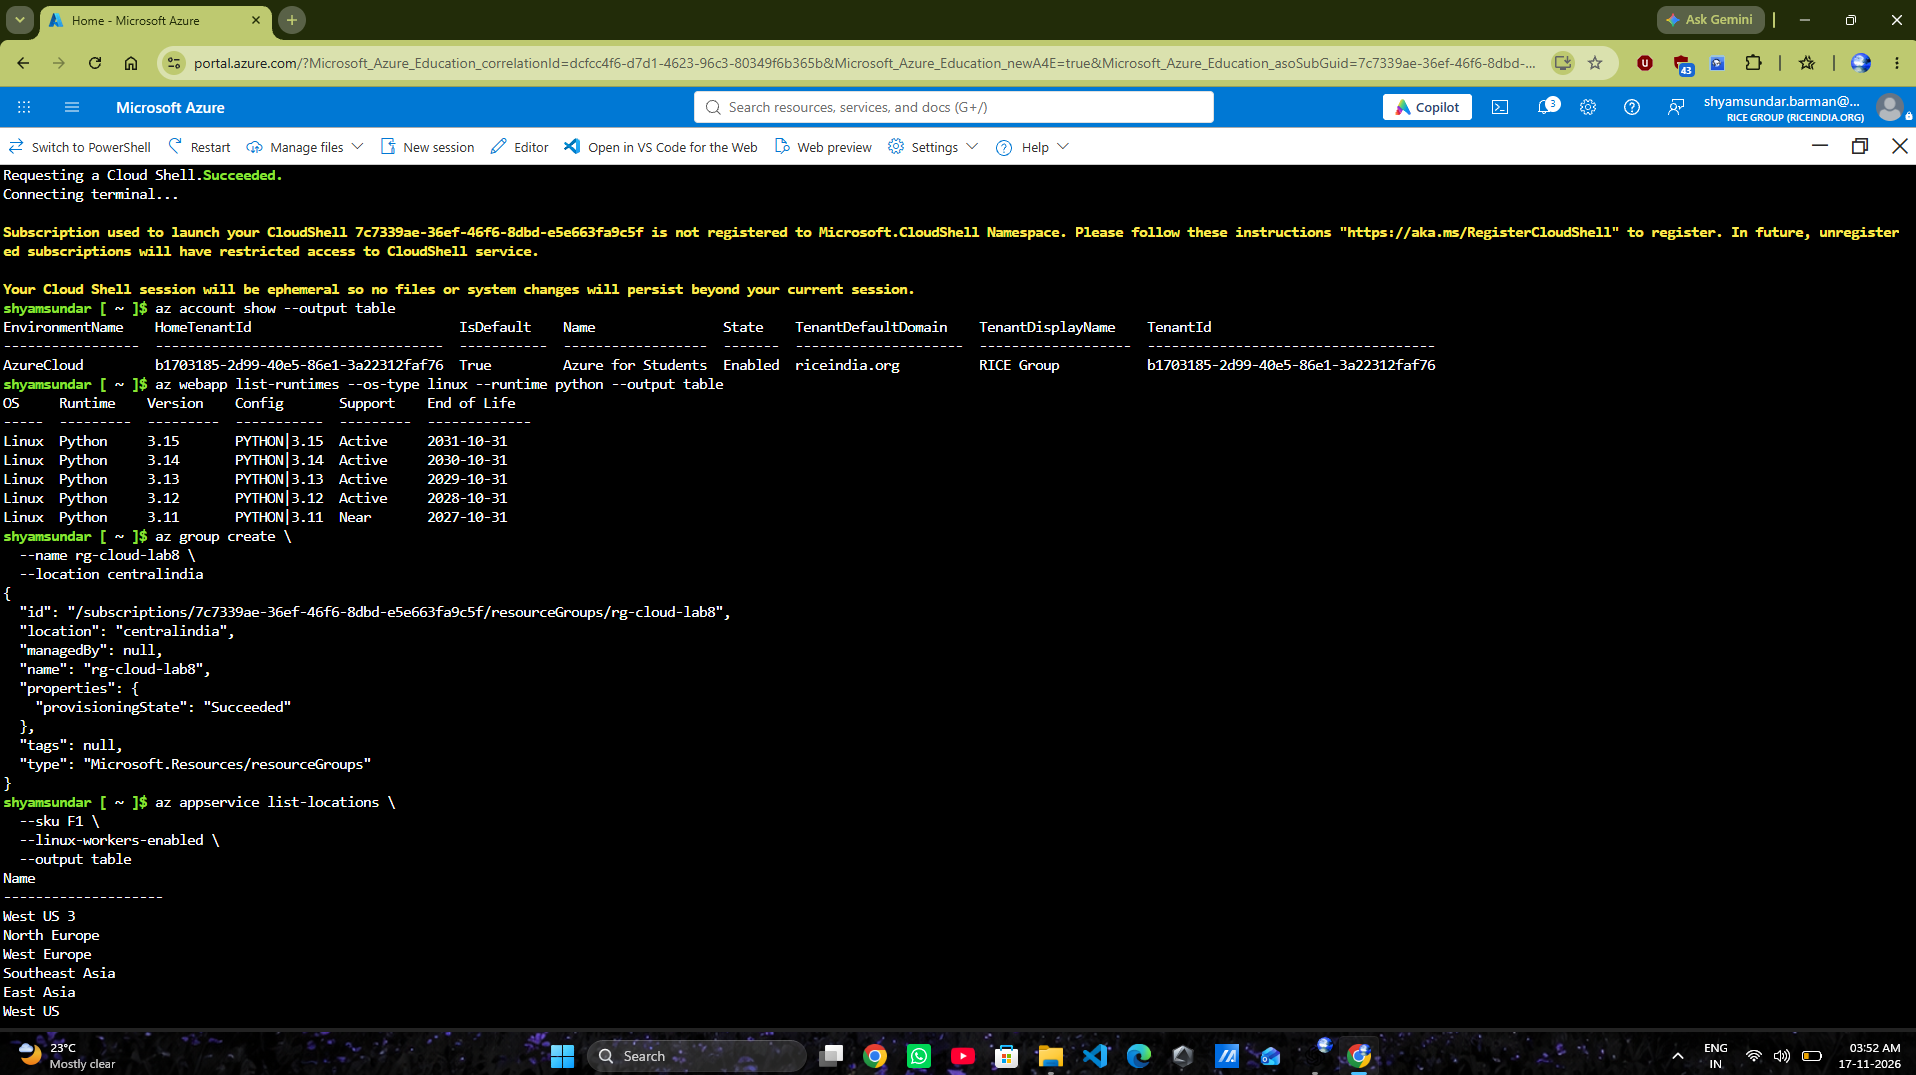 Home - Microsoft Azure
Ask Gemini
portal.azure.com/?Microsoft_Azure_Education_correlationId=dcfcc4f6-d7d1-4623-96c3-80349f6b365b&Microsoft_Azure_Education_newA4E=true&Microsoft_Azure_Education_asoSubGuid=7c7339ae-36ef-46f6-8dbd-...
43
Microsoft Azure
Search resources, services, and docs (G+/)
Copilot
3
shyamsundar.barman@...
RICE GROUP (RICEINDIA.ORG)
Switch to PowerShell Restart Manage files New session Editor Open in VS Code for the Web Web preview Settings Help
Requesting a Cloud Shell.Succeeded.
Connecting terminal...
Subscription used to launch your CloudShell 7c7339ae-36ef-46f6-8dbd-e5e663fa9c5f is not registered to Microsoft.CloudShell Namespace. Please follow these instructions "https://aka.ms/RegisterCloudShell" to register. In future, unregister
ed subscriptions will have restricted access to CloudShell service.
Your Cloud Shell session will be ephemeral so no files or system changes will persist beyond your current session.
shyamsundar [ ~ ]$ az account show --output table
EnvironmentName HomeTenantId IsDefault Name State TenantDefaultDomain TenantDisplayName TenantId
----------------- ------------------------------------ ----------- ------------------ ------- --------------------- ------------------- ------------------------------------
AzureCloud b1703185-2d99-40e5-86e1-3a22312faf76 True Azure for Students Enabled riceindia.org RICE Group b1703185-2d99-40e5-86e1-3a22312faf76
shyamsundar [ ~ ]$ az webapp list-runtimes --os-type linux --runtime python --output table
OS Runtime Version Config Support End of Life
----- --------- --------- ----------- --------- -------------
Linux Python 3.15 PYTHON|3.15 Active 2031-10-31
Linux Python 3.14 PYTHON|3.14 Active 2030-10-31
Linux Python 3.13 PYTHON|3.13 Active 2029-10-31
Linux Python 3.12 PYTHON|3.12 Active 2028-10-31
Linux Python 3.11 PYTHON|3.11 Near 2027-10-31
shyamsundar [ ~ ]$ az group create \
--name rg-cloud-lab8 \
--location centralindia
{
"id": "/subscriptions/7c7339ae-36ef-46f6-8dbd-e5e663fa9c5f/resourceGroups/rg-cloud-lab8",
"location": "centralindia",
"managedBy": null,
"name": "rg-cloud-lab8",
"properties": {
"provisioningState": "Succeeded"
},
"tags": null,
"type": "Microsoft.Resources/resourceGroups"
}
shyamsundar [ ~ ]$ az appservice list-locations \
--sku F1 \
--linux-workers-enabled \
--output table
Name
--------------------
West US 3
North Europe
West Europe
Southeast Asia
East Asia
West US
23°C
Mostly clear
Search
ENG
IN
03:52 AM
17-11-2026